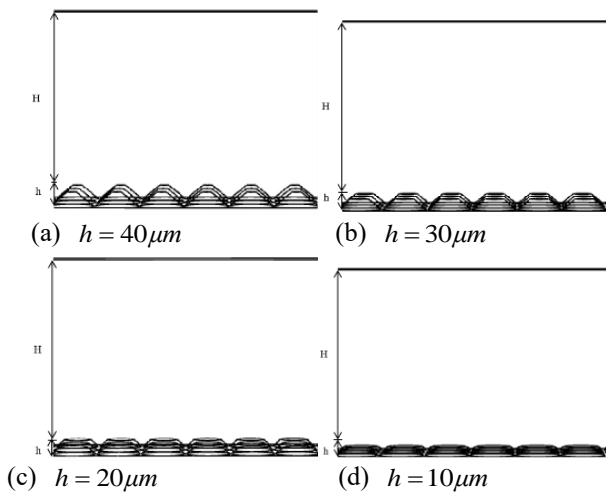 H
h
(a) h = 40μm
H
h
(b) h = 30μm
H
h
(c) h = 20μm
H
h
(d) h = 10μm